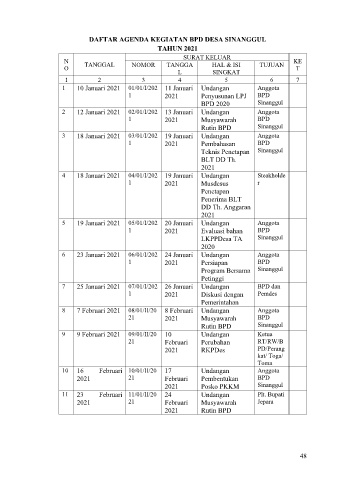 DAFTAR AGENDA KEGIATAN BPD DESA SINANGGUL
TAHUN 2021
NO TANGGAL SURAT KELUAR KET
NOMOR TANGGAL HAL & ISI SINGKAT TUJUAN
1 2 3 4 5 6 7
1 10 Januari 2021 01/01/I/2021 11 Januari 2021 Undangan Penyusunan LPJ BPD 2020 Anggota BPD Sinanggul
2 12 Januari 2021 02/01/I/2021 13 Januari 2021 Undangan Musyawarah Rutin BPD Anggota BPD Sinanggul
3 18 Januari 2021 03/01/I/2021 19 Januari 2021 Undangan Pembahasan Teknis Penetapan BLT DD Th. 2021 Anggota BPD Sinanggul
4 18 Januari 2021 04/01/I/2021 19 Januari 2021 Undangan Musdesus Penetapan Penerima BLT DD Th. Anggaran 2021 Steakholder
5 19 Januari 2021 05/01/I/2021 20 Januari 2021 Undangan Evaluasi bahan LKPPDesa TA 2020 Anggota BPD Sinanggul
6 23 Januari 2021 06/01/I/2021 24 Januari 2021 Undangan Persiapan Program Bersama Petinggi Anggota BPD Sinanggul
7 25 Januari 2021 07/01/I/2021 26 Januari 2021 Undangan Diskusi dengan Pemerintahan BPD dan Pemdes
8 7 Februari 2021 08/01/II/2021 8 Februari 2021 Undangan Musyawarah Rutin BPD Anggota BPD Sinanggul
9 9 Februari 2021 09/01/II/2021 10 Februari 2021 Undangan Perubahan RKPDes Ketua RT/RW/BPD/Perangkat/ Toga/ Toma
10 16 Februari 2021 10/01/II/2021 17 Februari 2021 Undangan Pembentukan Posko PKKM Anggota BPD Sinanggul
11 23 Februari 2021 11/01/II/2021 24 Februari 2021 Undangan Musyawarah Rutin BPD Plt. Bupati Jepara
48